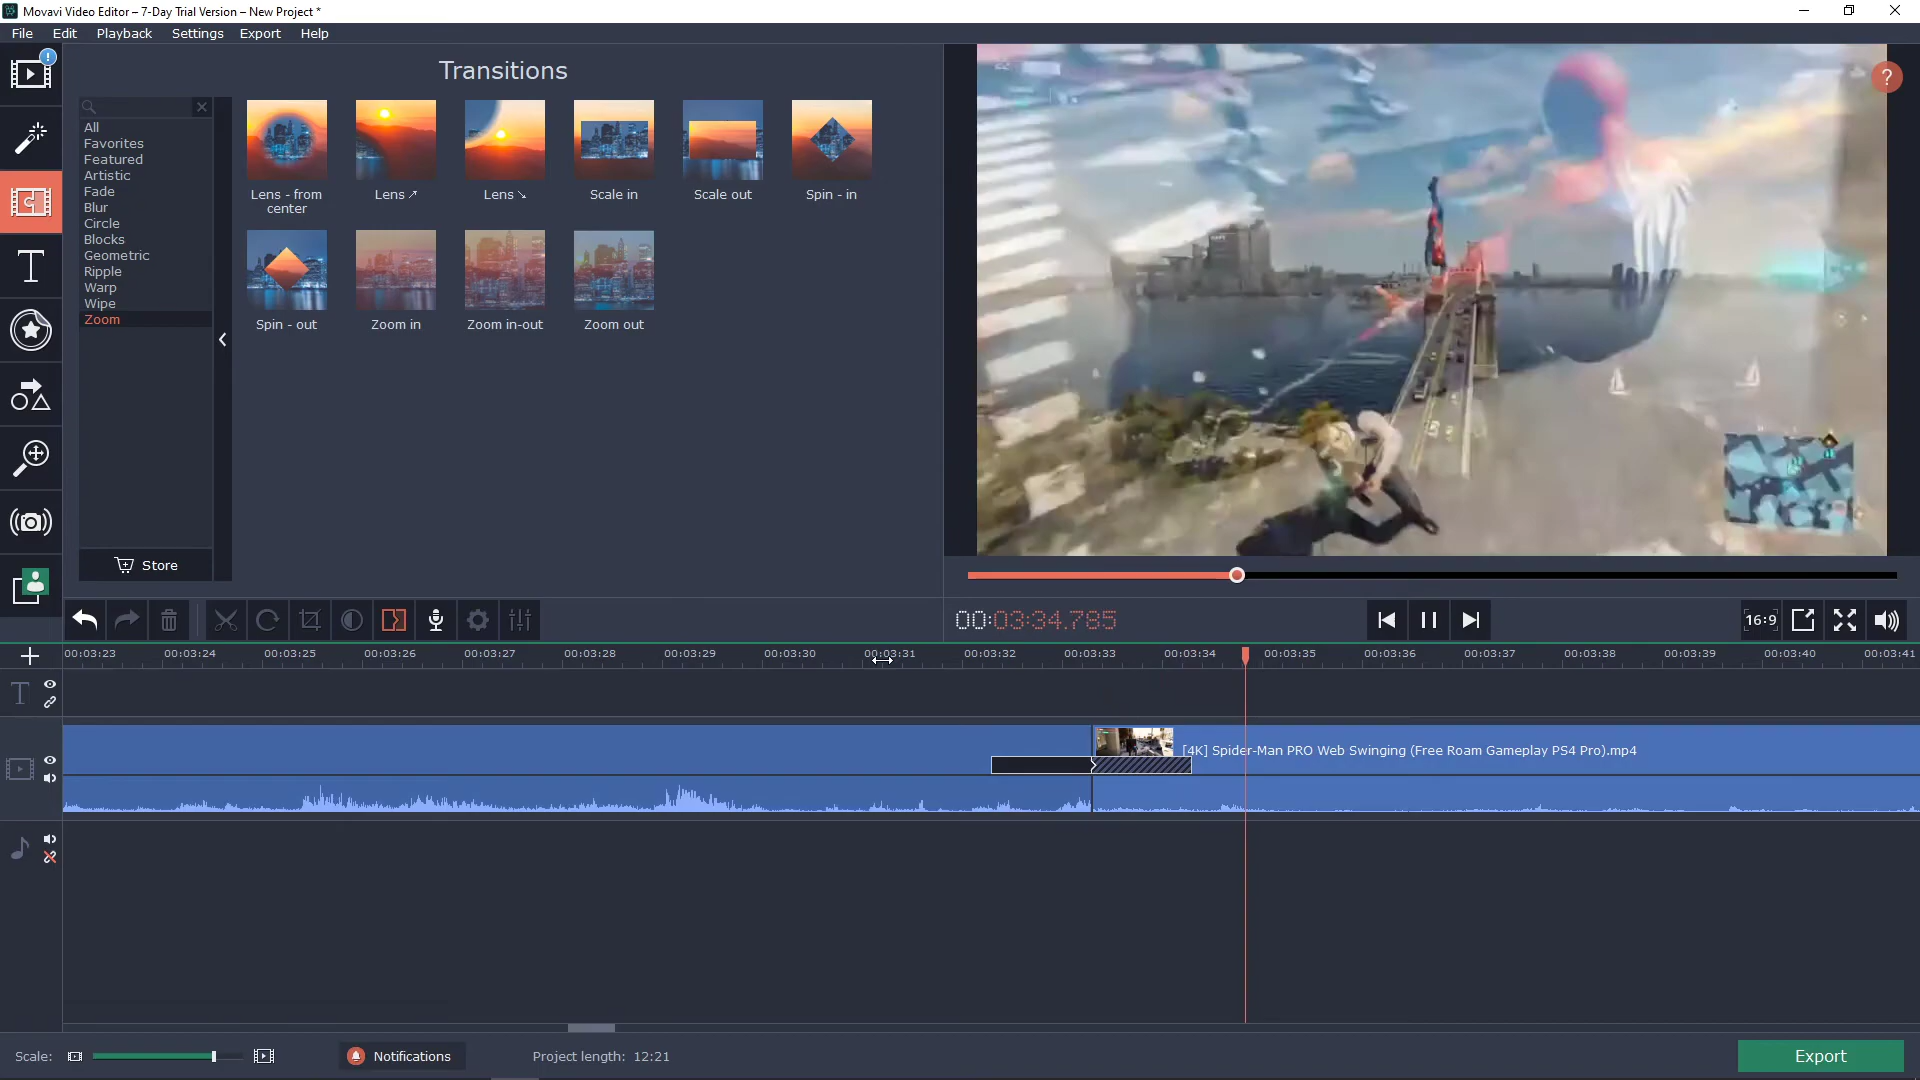 Movavi Video Editor – 7-Day Trial Version – New Project *
File Edit Playback Settings Export Help
Transitions
All
Favorites
Featured
Artistic
Fade
Blur
Circle
Blocks
Geometric
Ripple
Warp
Wipe
Zoom
Store
Lens - from
center
Lens ↗
Lens ↘
Scale in
Scale out
Spin - in
Spin - out
Zoom in
Zoom in-out
Zoom out
?
00:03:34.785
16:9
00:03:23 00:03:24 00:03:25 00:03:26 00:03:27 00:03:28 00:03:29 00:03:30 00:03:31 00:03:32 00:03:33 00:03:34 00:03:35 00:03:36 00:03:37 00:03:38 00:03:39 00:03:40 00:03:41
T
[4K] Spider-Man PRO Web Swinging (Free Roam Gameplay PS4 Pro).mp4
Scale:
Notifications
Project length: 12:21
Export